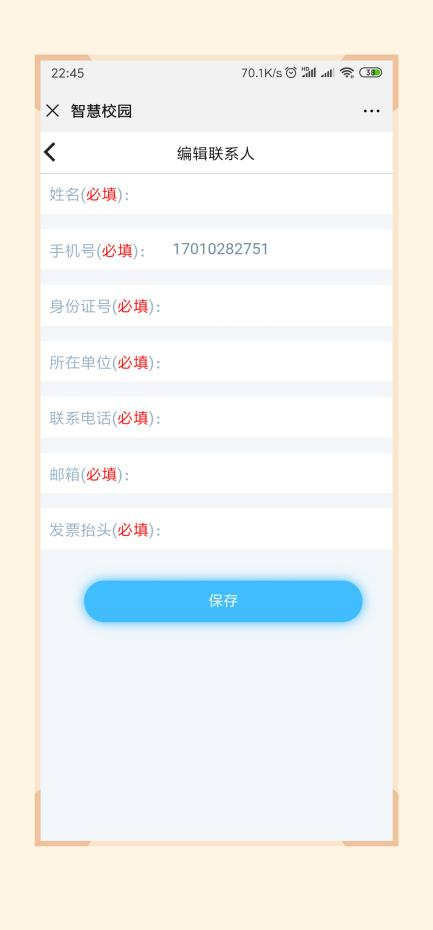 22:45 70.1K/s HD 38
智慧校园
编辑联系人
姓名(必填)：
手机号(必填)： 17010282751
身份证号(必填)：
所在单位(必填)：
联系电话(必填)：
邮箱(必填)：
发票抬头(必填)：
保存